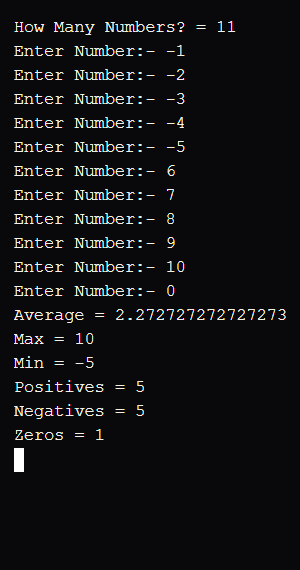 How Many Numbers? = 11
Enter Number:- -1
Enter Number:- -2
Enter Number:- -3
Enter Number:- -4
Enter Number:- -5
Enter Number:- 6
Enter Number:- 7
Enter Number:- 8
Enter Number:- 9
Enter Number:- 10
Enter Number:- 0
Average = 2.272727272727273
Max = 10
Min = -5
Positives = 5
Negatives = 5
Zeros = 1